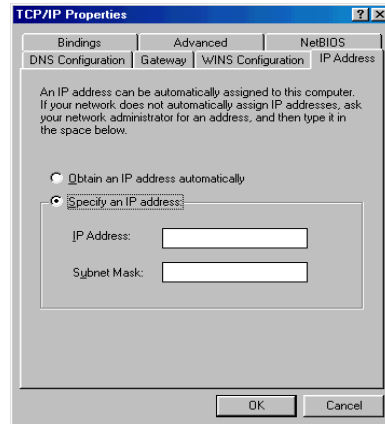 TCP/IP Properties
Bindings Advanced NetBIOS
DNS Configuration Gateway WINS Configuration IP Address
An IP address can be automatically assigned to this computer.
If your network does not automatically assign IP addresses, ask
your network administrator for an address, and then type it in
the space below.
Obtain an IP address automatically
Specify an IP address:
IP Address:
Subnet Mask:
OK Cancel